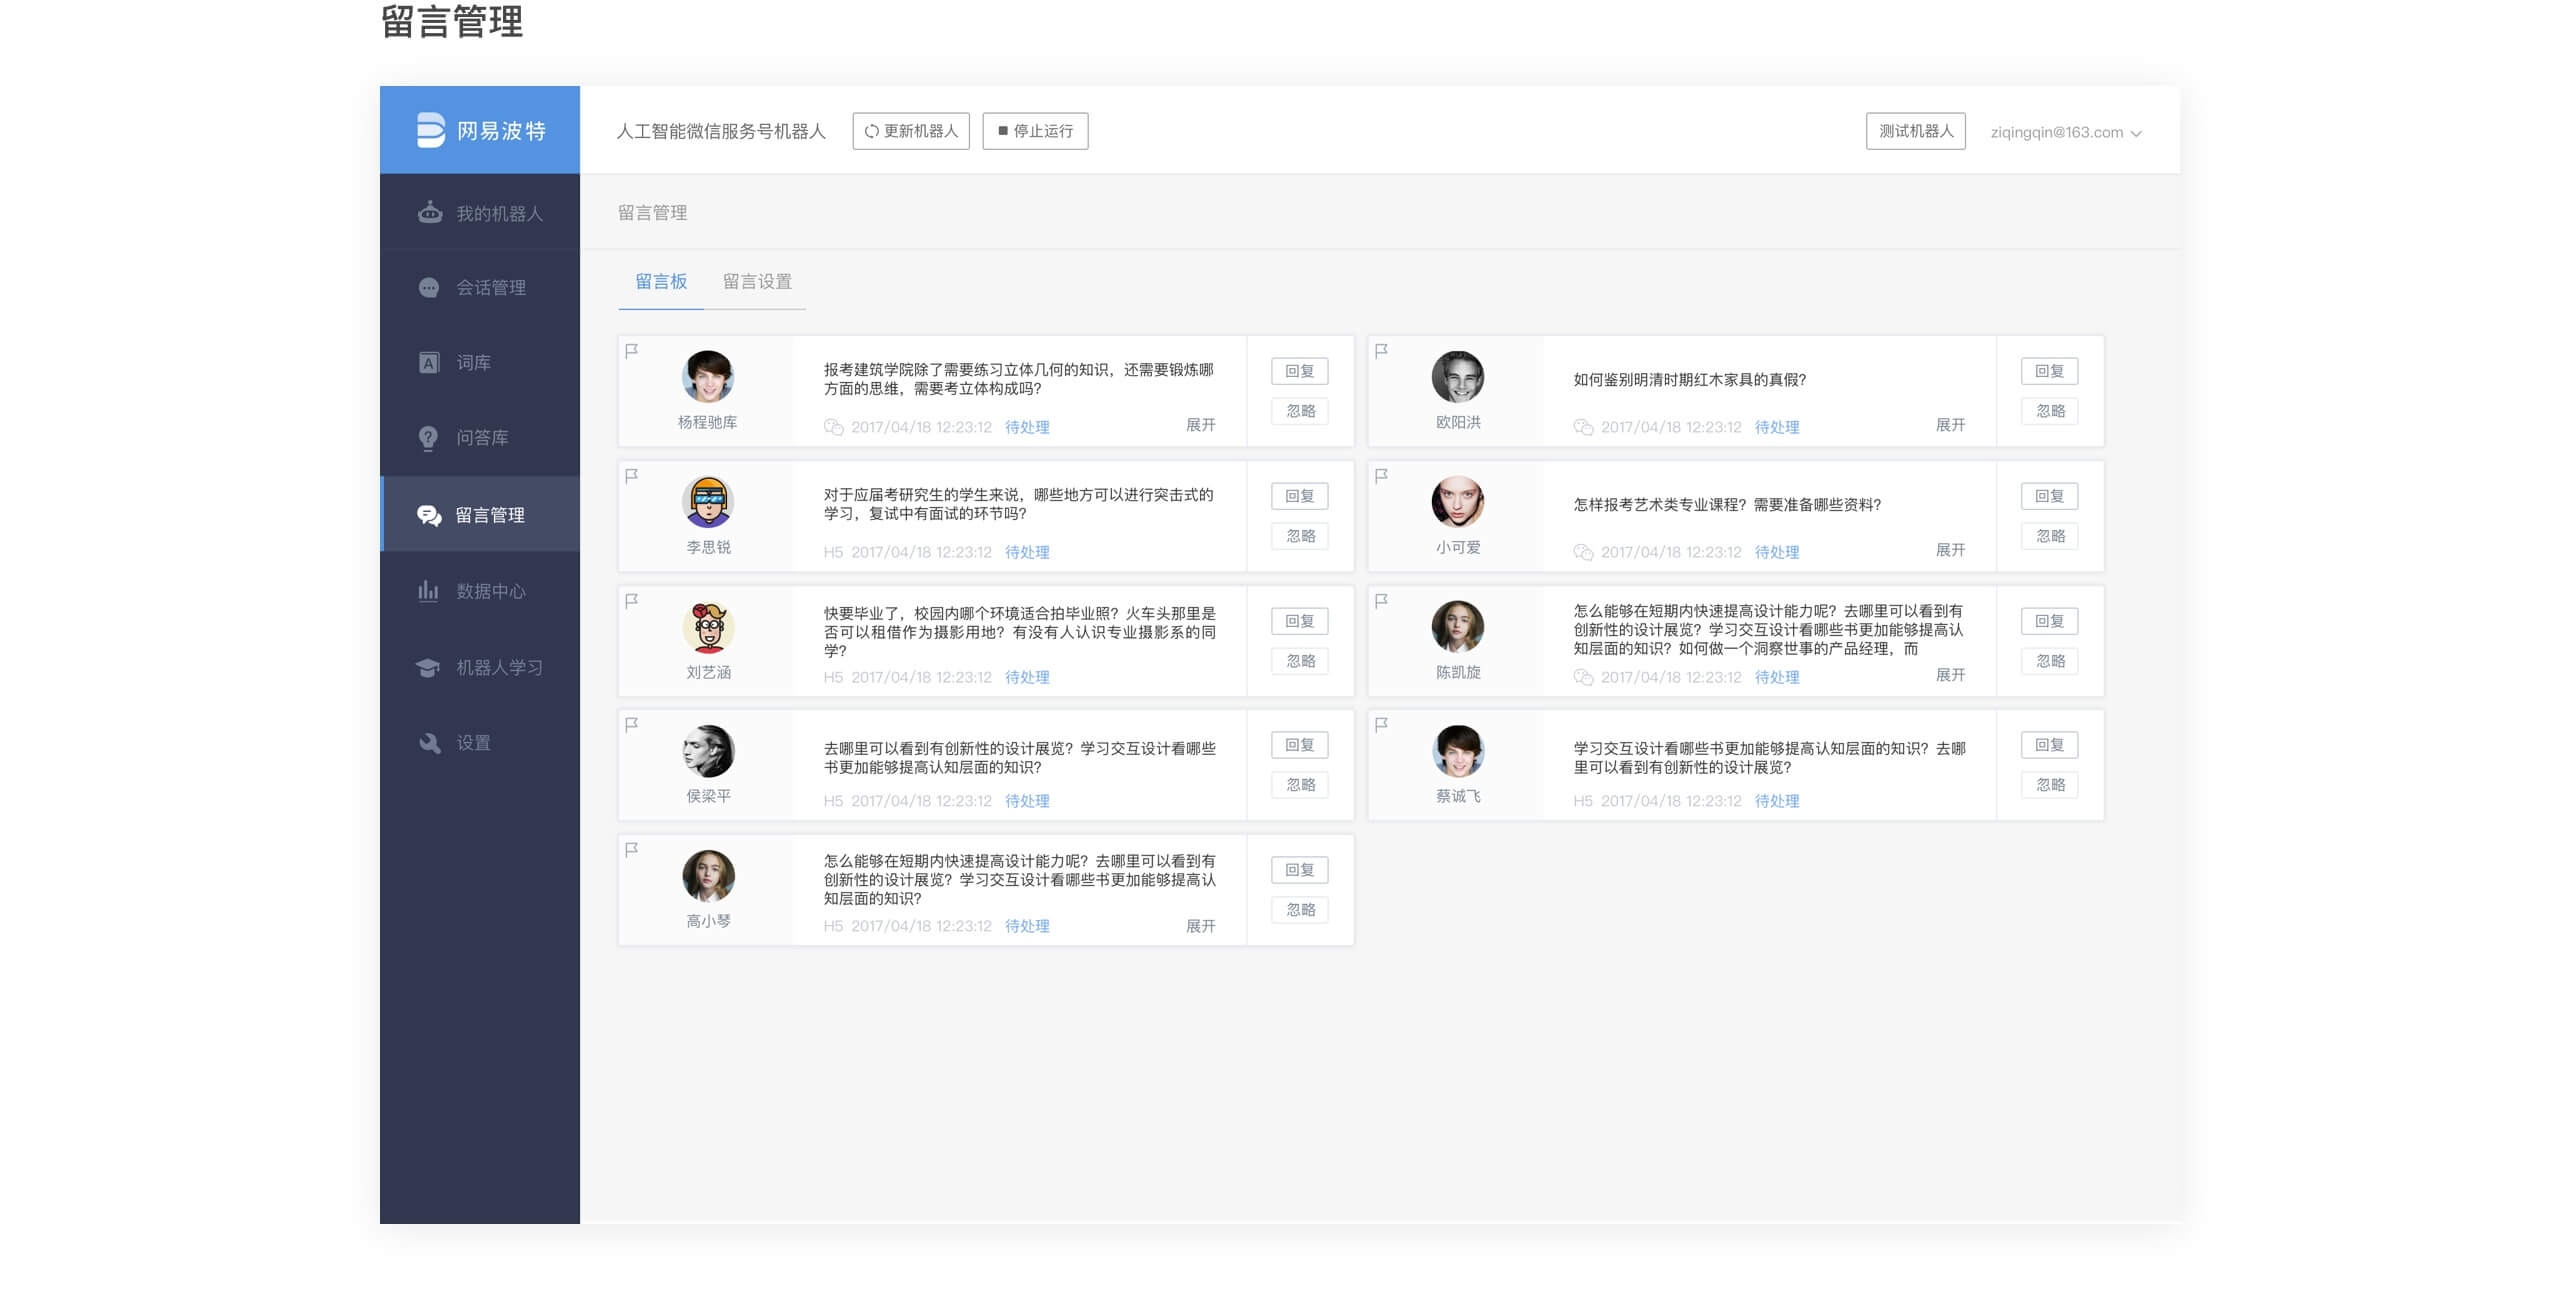 留言管理
网易波特
人工智能微信服务号机器人
更新机器人
停止运行
测试机器人
ziqingqin@163.com
我的机器人
会话管理
词库
问答库
留言管理
数据中心
机器人学习
设置
留言管理
留言板
留言设置
杨程驰库
报考建筑学院除了需要练习立体几何的知识，还需要锻炼哪
方面的思维，需要考立体构成吗？
2017/04/18 12:23:12 待处理
展开
回复
忽略
欧阳洪
如何鉴别明清时期红木家具的真假？
2017/04/18 12:23:12 待处理
展开
回复
忽略
李思锐
对于应届考研究生的学生来说，哪些地方可以进行突击式的
学习，复试中有面试的环节吗？
H5 2017/04/18 12:23:12 待处理
回复
忽略
小可爱
怎样报考艺术类专业课程？需要准备哪些资料？
2017/04/18 12:23:12 待处理
展开
回复
忽略
刘艺涵
快要毕业了，校园内哪个环境适合拍毕业照？火车头那里是
否可以租借作为摄影用地？有没有人认识专业摄影系的同
学？
H5 2017/04/18 12:23:12 待处理
回复
忽略
陈凯旋
怎么能够在短期内快速提高设计能力呢？去哪里可以看到有
创新性的设计展览？学习交互设计看哪些书更加能够提高认
知层面的知识？如何做一个洞察世事的产品经理，而
2017/04/18 12:23:12 待处理
展开
回复
忽略
侯梁平
去哪里可以看到有创新性的设计展览？学习交互设计看哪些
书更加能够提高认知层面的知识？
H5 2017/04/18 12:23:12 待处理
回复
忽略
蔡诚飞
学习交互设计看哪些书更加能够提高认知层面的知识？去哪
里可以看到有创新性的设计展览？
H5 2017/04/18 12:23:12 待处理
回复
忽略
高小琴
怎么能够在短期内快速提高设计能力呢？去哪里可以看到有
创新性的设计展览？学习交互设计看哪些书更加能够提高认
知层面的知识？
H5 2017/04/18 12:23:12 待处理
展开
回复
忽略